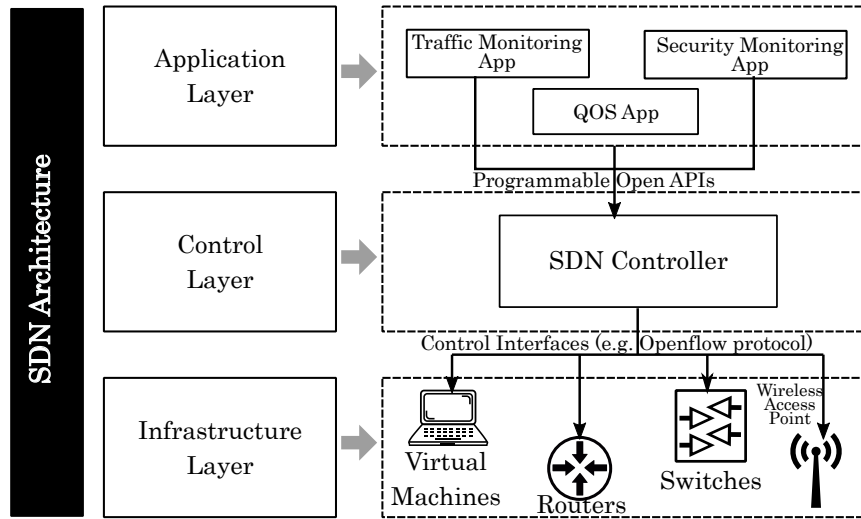 SDN Architecture
Application
Layer
Traffic Monitoring
App
Security Monitoring
App
QOS App
Programmable Open APIs
Control
Layer
SDN Controller
Control Interfaces (e.g. Openflow protocol)
Infrastructure
Layer
Virtual
Machines
Routers
Switches
Wireless
Access
Point